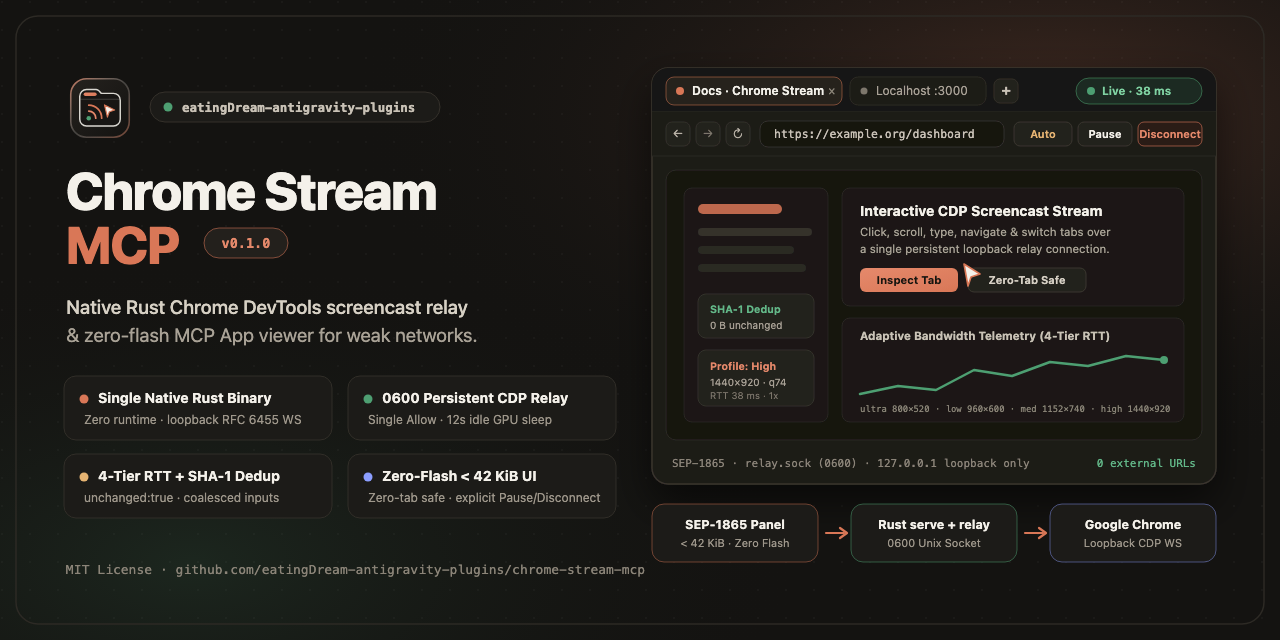 eatingDream-antigravity-plugins
Chrome Stream
MCP
v0.1.0
Native Rust Chrome DevTools screencast relay
& zero-flash MCP App viewer for weak networks.
Single Native Rust Binary
Zero runtime · loopback RFC 6455 WS
0600 Persistent CDP Relay
Single Allow · 12s idle GPU sleep
4-Tier RTT + SHA-1 Dedup
unchanged:true · coalesced inputs
Zero-Flash < 42 KiB UI
Zero-tab safe · explicit Pause/Disconnect
MIT License · github.com/eatingDream-antigravity-plugins/chrome-stream-mcp
Docs · Chrome Stream ×
Localhost :3000
+
Live · 38 ms
← → ↻
https://example.org/dashboard
Auto
Pause
Disconnect
SHA-1 Dedup
0 B unchanged
Profile: High
1440×920 · q74
RTT 38 ms · 1x
Interactive CDP Screencast Stream
Click, scroll, type, navigate & switch tabs over
a single persistent loopback relay connection.
Inspect Tab
Zero-Tab Safe
Adaptive Bandwidth Telemetry (4-Tier RTT)
ultra 800×520 · low 960×600 · med 1152×740 · high 1440×920
SEP-1865 · relay.sock (0600) · 127.0.0.1 loopback only
0 external URLs
SEP-1865 Panel
< 42 KiB · Zero Flash
Rust serve + relay
0600 Unix Socket
Google Chrome
Loopback CDP WS